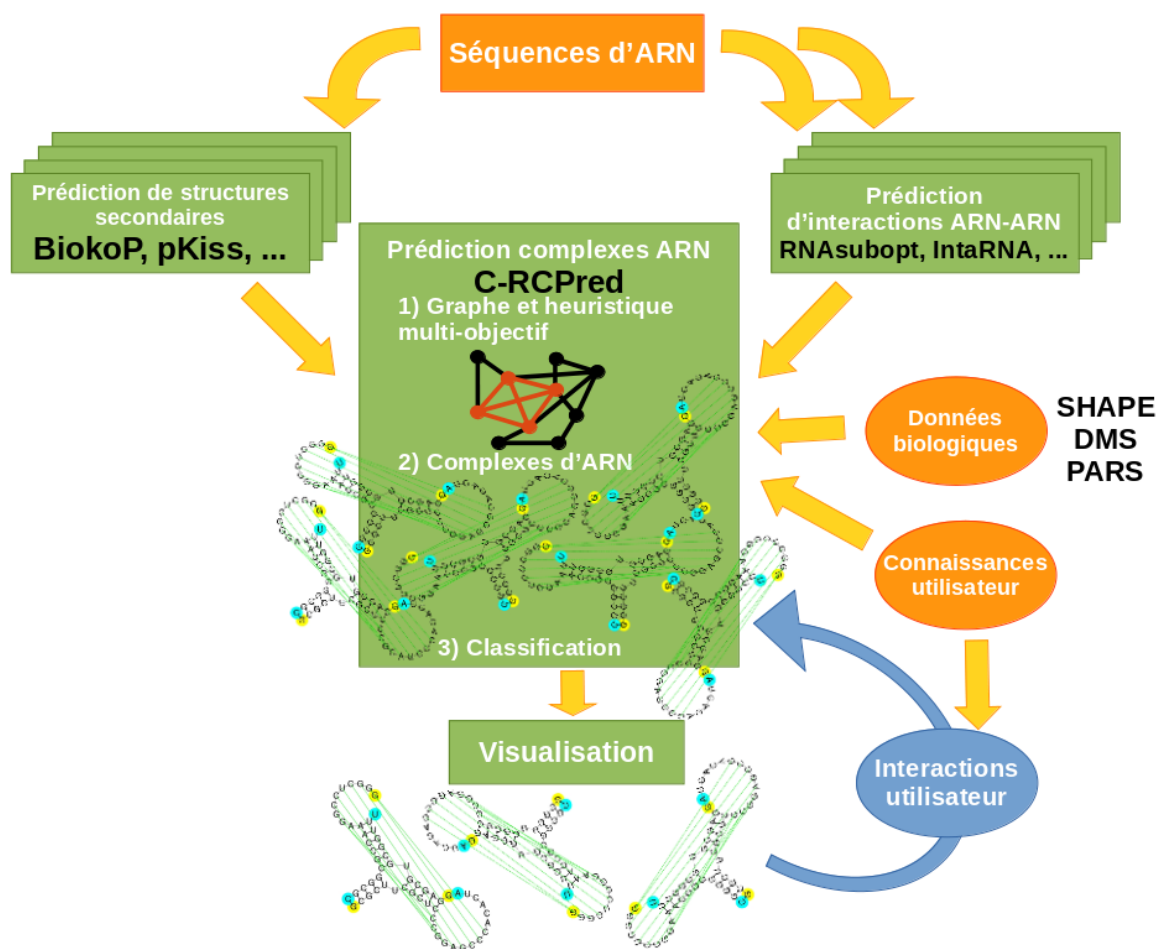 Séquences d'ARN
Prédiction de structures
secondaires
BiokoP, pKiss, ...
Prédiction
d'interactions ARN-ARN
RNAsubopt, IntaRNA, ...
Prédiction complexes ARN
C-RCPred
1) Graphe et heuristique
multi-objectif
2) Complexes d'ARN
3) Classification
Données
biologiques
SHAPE
DMS
PARS
Connaissances
utilisateur
Visualisation
Interactions
utilisateur